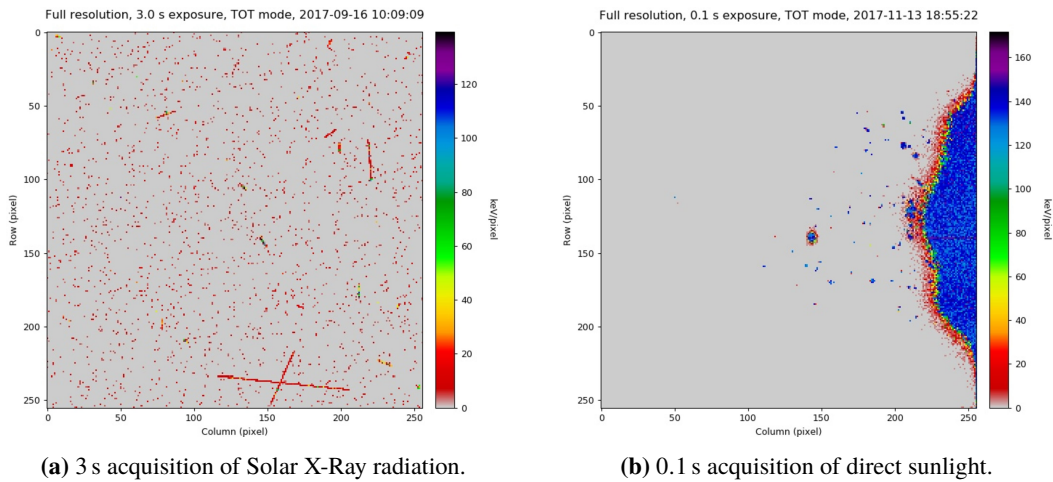 Full resolution, 3.0 s exposure, TOT mode, 2017-09-16 10:09:09
0
50
100
150
200
250
Row (pixel)
0 50 100 150 200 250
Column (pixel)
120
100
80
60
40
20
0
keV/pixel
(a) 3 s acquisition of Solar X-Ray radiation.
Full resolution, 0.1 s exposure, TOT mode, 2017-11-13 18:55:22
0
50
100
150
200
250
Row (pixel)
0 50 100 150 200 250
Column (pixel)
160
140
120
100
80
60
40
20
0
keV/pixel
(b) 0.1 s acquisition of direct sunlight.